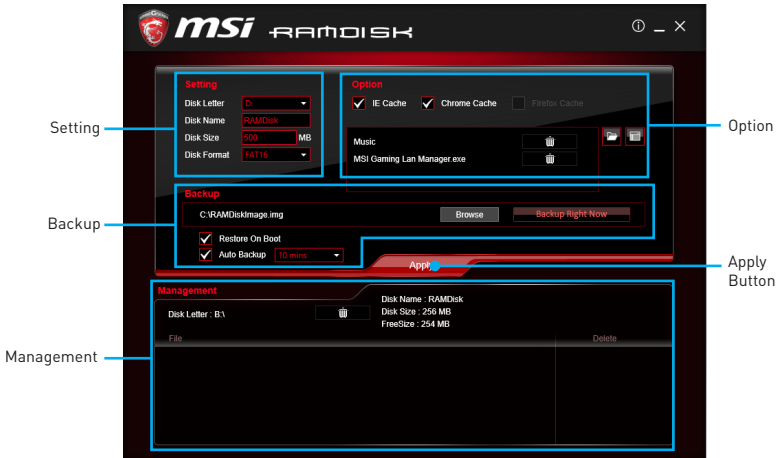 msi RAMDISK
Setting
Disk Letter D:
Disk Name RAMDisk
Disk Size 500 MB
Disk Format FAT16
Option
IE Cache Chrome Cache Firefox Cache
Music
MSI Gaming Lan Manager.exe
Setting
Option
Backup
C:\RAMDiskImage.img Browse Backup Right Now
Restore On Boot
Auto Backup 10 mins
Backup
Apply
Apply
Button
Management
Disk Letter : B:\
Disk Name : RAMDisk
Disk Size : 256 MB
FreeSize : 254 MB
File Delete
Management